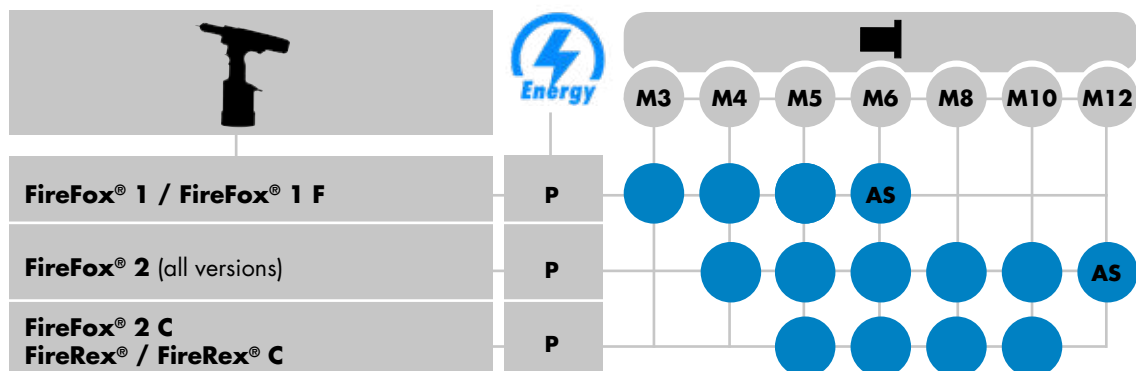 Energy
M3 M4 M5 M6 M8 M10 M12
FireFox® 1 / FireFox® 1 F P AS
FireFox® 2 (all versions) P AS
FireFox® 2 C
FireRex® / FireRex® C P